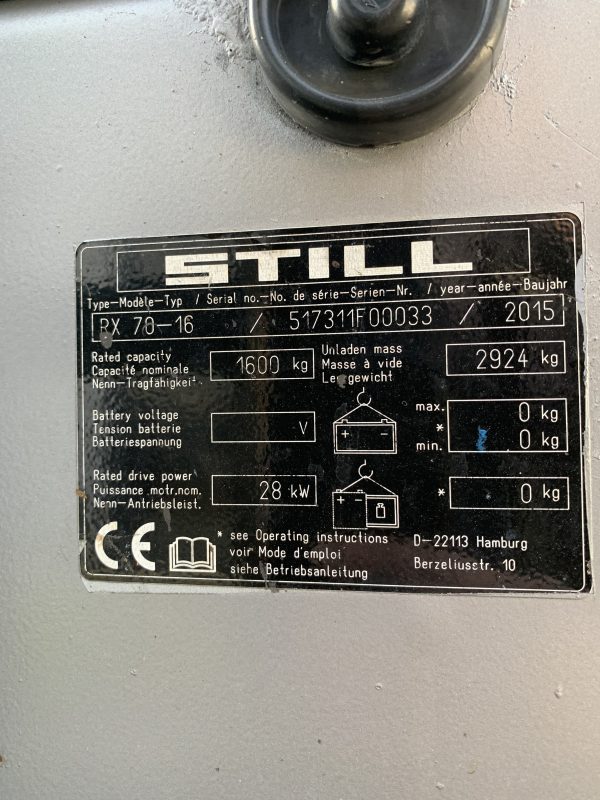 STILL
Type-Modèle-Typ / Serial no.-No. de série-Serien-Nr. / year-année-Baujahr
RX 70-16 / 517311F00033 / 2015
Rated capacity
Capacité nominale
Nenn-Tragfähigkeit
1600 kg
Unladen mass
Masse à vide
Leergewicht
2924 kg
Battery voltage
Tension batterie
Batteriespannung
V
+ -
max. 0 kg
*
min. 0 kg
Rated drive power
Puissance motr.nom.
Nenn-Antriebsleist.
28 kW
+ -
* 0 kg
CE
* see Operating instructions
voir Mode d'emploi
siehe Betriebsanleitung
D-22113 Hamburg
Berzeliusstr. 10